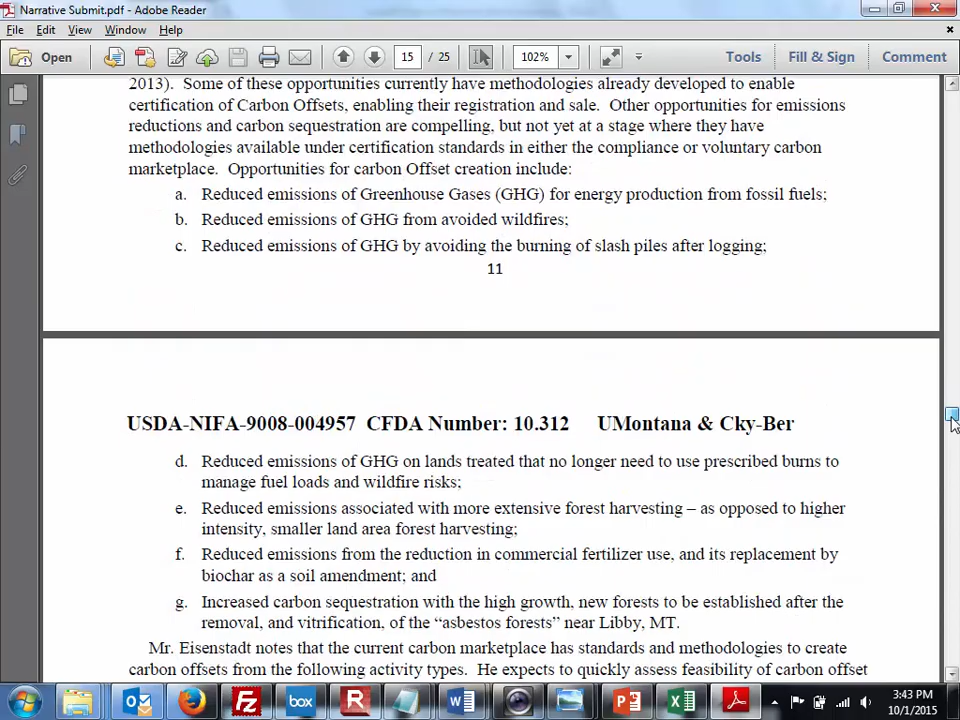 Narrative Submit.pdf - Adobe Reader
File Edit View Window Help
Open 15 / 25 102% Tools Fill & Sign Comment
2013). Some of these opportunities currently have methodologies already developed to enable
certification of Carbon Offsets, enabling their registration and sale. Other opportunities for emissions
reductions and carbon sequestration are compelling, but not yet at a stage where they have
methodologies available under certification standards in either the compliance or voluntary carbon
marketplace. Opportunities for carbon Offset creation include:
a. Reduced emissions of Greenhouse Gases (GHG) for energy production from fossil fuels;
b. Reduced emissions of GHG from avoided wildfires;
c. Reduced emissions of GHG by avoiding the burning of slash piles after logging;
11
USDA-NIFA-9008-004957 CFDA Number: 10.312 UMontana & Cky-Ber
d. Reduced emissions of GHG on lands treated that no longer need to use prescribed burns to
manage fuel loads and wildfire risks;
e. Reduced emissions associated with more extensive forest harvesting – as opposed to higher
intensity, smaller land area forest harvesting;
f. Reduced emissions from the reduction in commercial fertilizer use, and its replacement by
biochar as a soil amendment; and
g. Increased carbon sequestration with the high growth, new forests to be established after the
removal, and vitrification, of the “asbestos forests” near Libby, MT.
Mr. Eisenstadt notes that the current carbon marketplace has standards and methodologies to create
carbon offsets from the following activity types. He expects to quickly assess feasibility of carbon offset
box
3:43 PM
10/1/2015